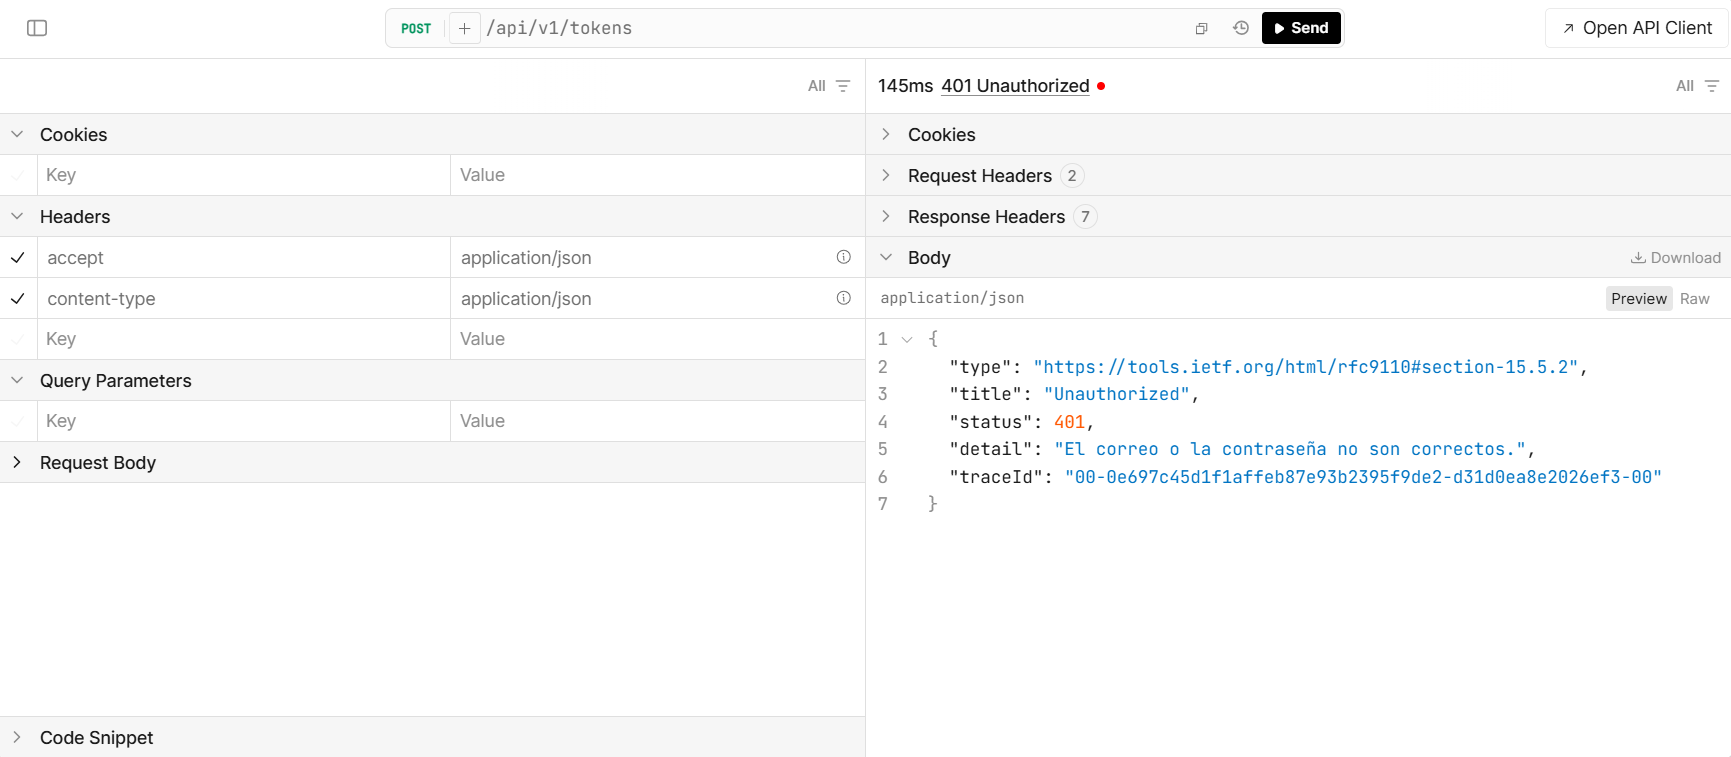 POST /api/v1/tokens Send Open API Client
All
Cookies
Key Value
Headers
accept application/json
content-type application/json
Key Value
Query Parameters
Key Value
Request Body
Code Snippet
145ms 401 Unauthorized All
Cookies
Request Headers 2
Response Headers 7
Body Download
application/json Preview Raw
1 {
2 "type": "https://tools.ietf.org/html/rfc9110#section-15.5.2",
3 "title": "Unauthorized",
4 "status": 401,
5 "detail": "El correo o la contraseña no son correctos.",
6 "traceId": "00-0e697c45d1f1affeb87e93b2395f9de2-d31d0ea8e2026ef3-00"
7 }